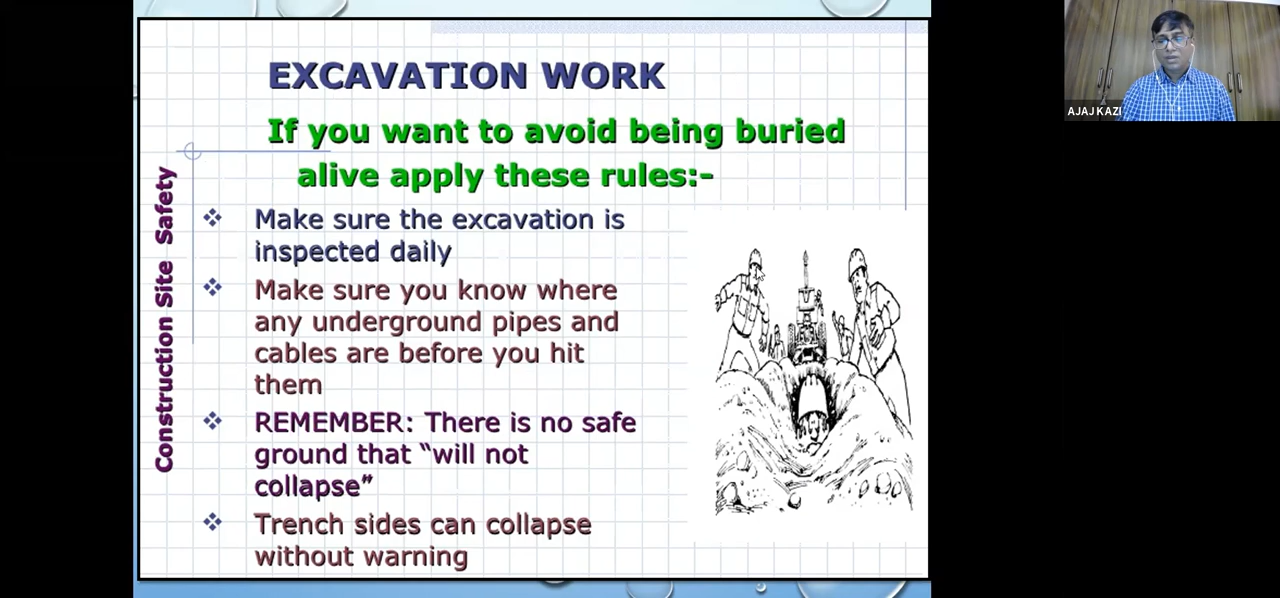 EXCAVATION WORK
If you want to avoid being buried
alive apply these rules:-
Make sure the excavation is
inspected daily
Make sure you know where
any underground pipes and
cables are before you hit
them
REMEMBER: There is no safe
ground that “will not
collapse”
Trench sides can collapse
without warning
Construction Site Safety
AJAJ KAZI